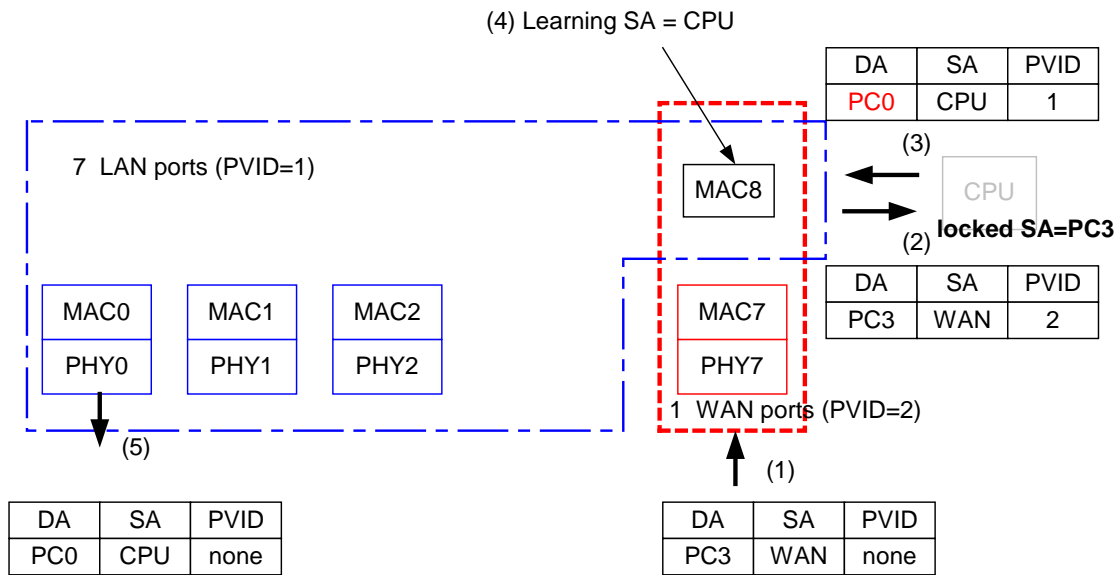 (4) Learning SA = CPU
DA SA PVID
PC0 CPU 1
(3)
7 LAN ports (PVID=1)
MAC8
CPU
(2) locked SA=PC3
DA SA PVID
PC3 WAN 2
MAC0 MAC1 MAC2 MAC7
PHY0 PHY1 PHY2 PHY7
1 WAN ports (PVID=2)
(5)
(1)
DA SA PVID
PC0 CPU none
DA SA PVID
PC3 WAN none